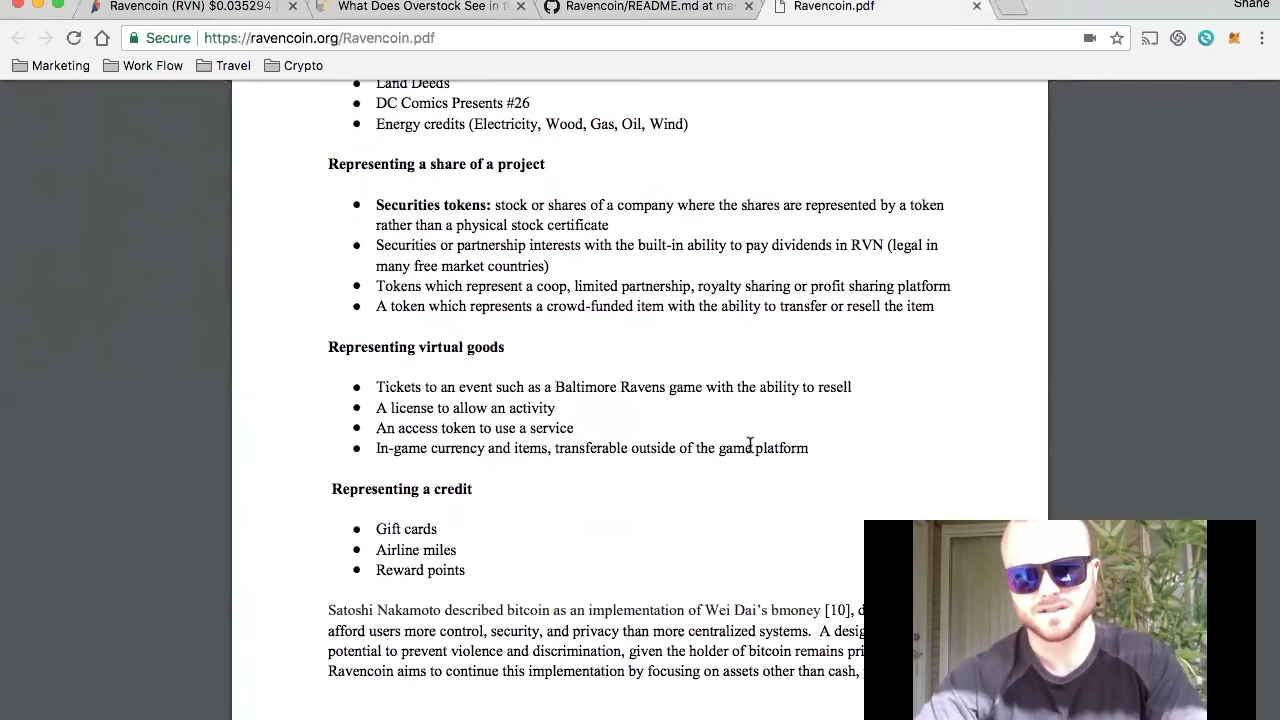 Ravencoin (RVN) $0.035294
What Does Overstock See in t
Ravencoin/README.md at ma
Ravencoin.pdf
Shane
Secure https://ravencoin.org/Ravencoin.pdf
Marketing Work Flow Travel Crypto
● Land Deeds
● DC Comics Presents #26
● Energy credits (Electricity, Wood, Gas, Oil, Wind)
Representing a share of a project
● Securities tokens: stock or shares of a company where the shares are represented by a token
rather than a physical stock certificate
● Securities or partnership interests with the built-in ability to pay dividends in RVN (legal in
many free market countries)
● Tokens which represent a coop, limited partnership, royalty sharing or profit sharing platform
● A token which represents a crowd-funded item with the ability to transfer or resell the item
Representing virtual goods
● Tickets to an event such as a Baltimore Ravens game with the ability to resell
● A license to allow an activity
● An access token to use a service
● In-game currency and items, transferable outside of the game platform
Representing a credit
● Gift cards
● Airline miles
● Reward points
Satoshi Nakamoto described bitcoin as an implementation of Wei Dai's bmoney [10], d
afford users more control, security, and privacy than more centralized systems. A desig
potential to prevent violence and discrimination, given the holder of bitcoin remains pri
Ravencoin aims to continue this implementation by focusing on assets other than cash,